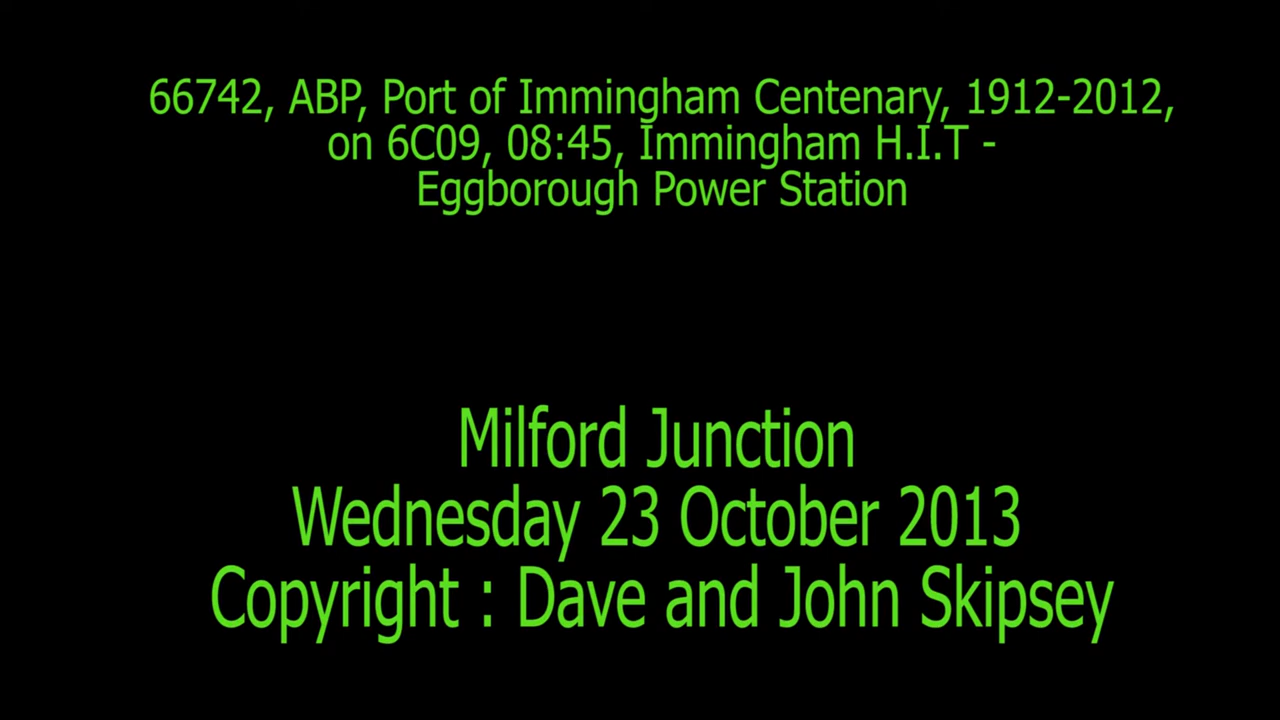 66742, ABP, Port of Immingham Centenary, 1912-2012,
on 6C09, 08:45, Immingham H.I.T -
Eggborough Power Station
Milford Junction
Wednesday 23 October 2013
Copyright : Dave and John Skipsey